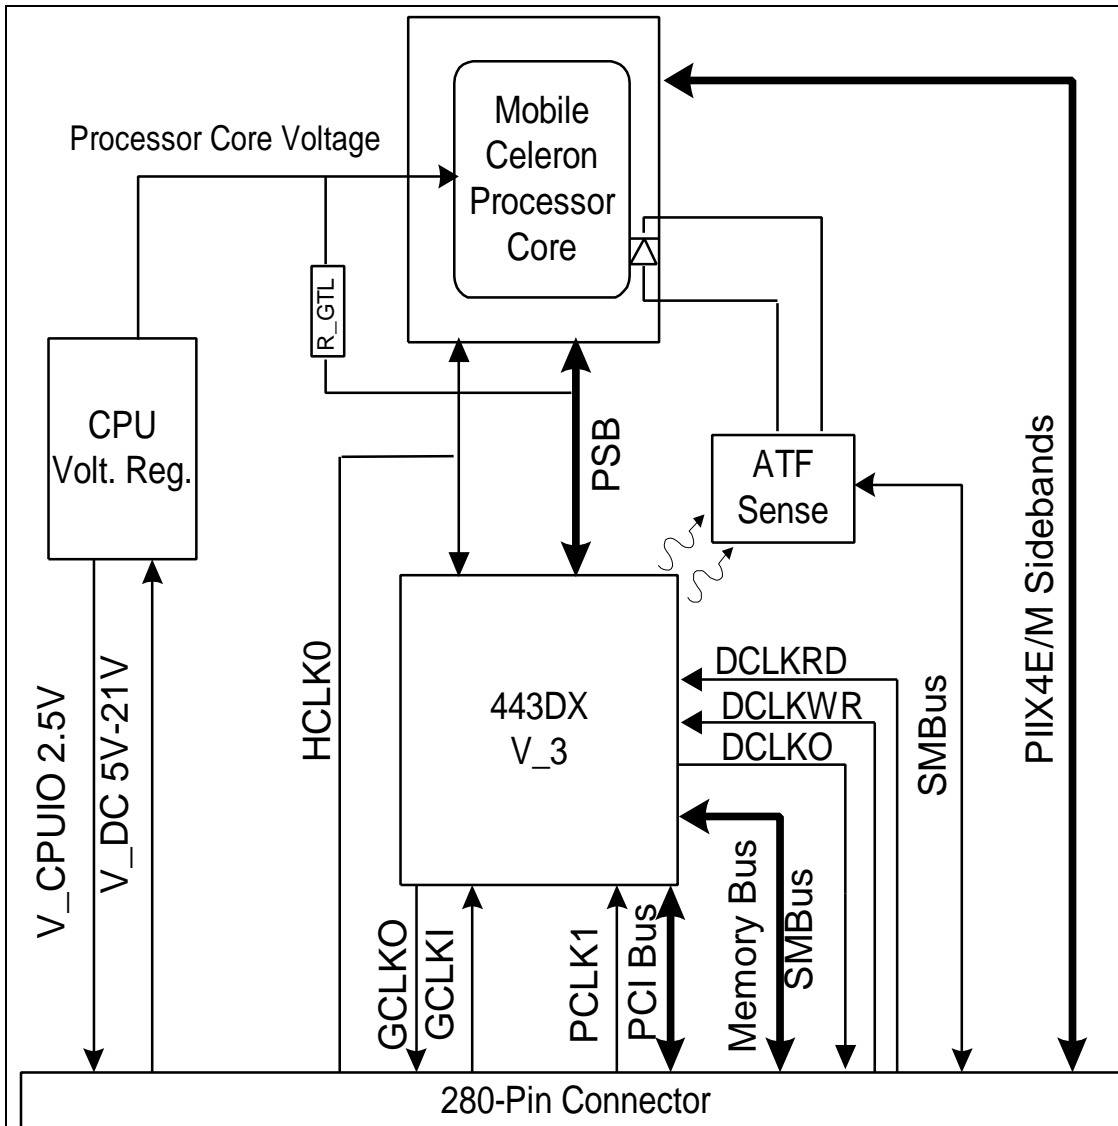 Mobile
Celeron
Processor
Core
Processor Core Voltage
R_GTL
CPU
Volt. Reg.
PSB
ATF
Sense
PIIX4E/M Sidebands
HCLK0
443DX
V_3
DCLKRD
DCLKWR
DCLKO
SMBus
V_CPUIO 2.5V
V_DC 5V-21V
GCLKO
GCLKI
PCLK1
PCI Bus
Memory Bus
SMBus
280-Pin Connector